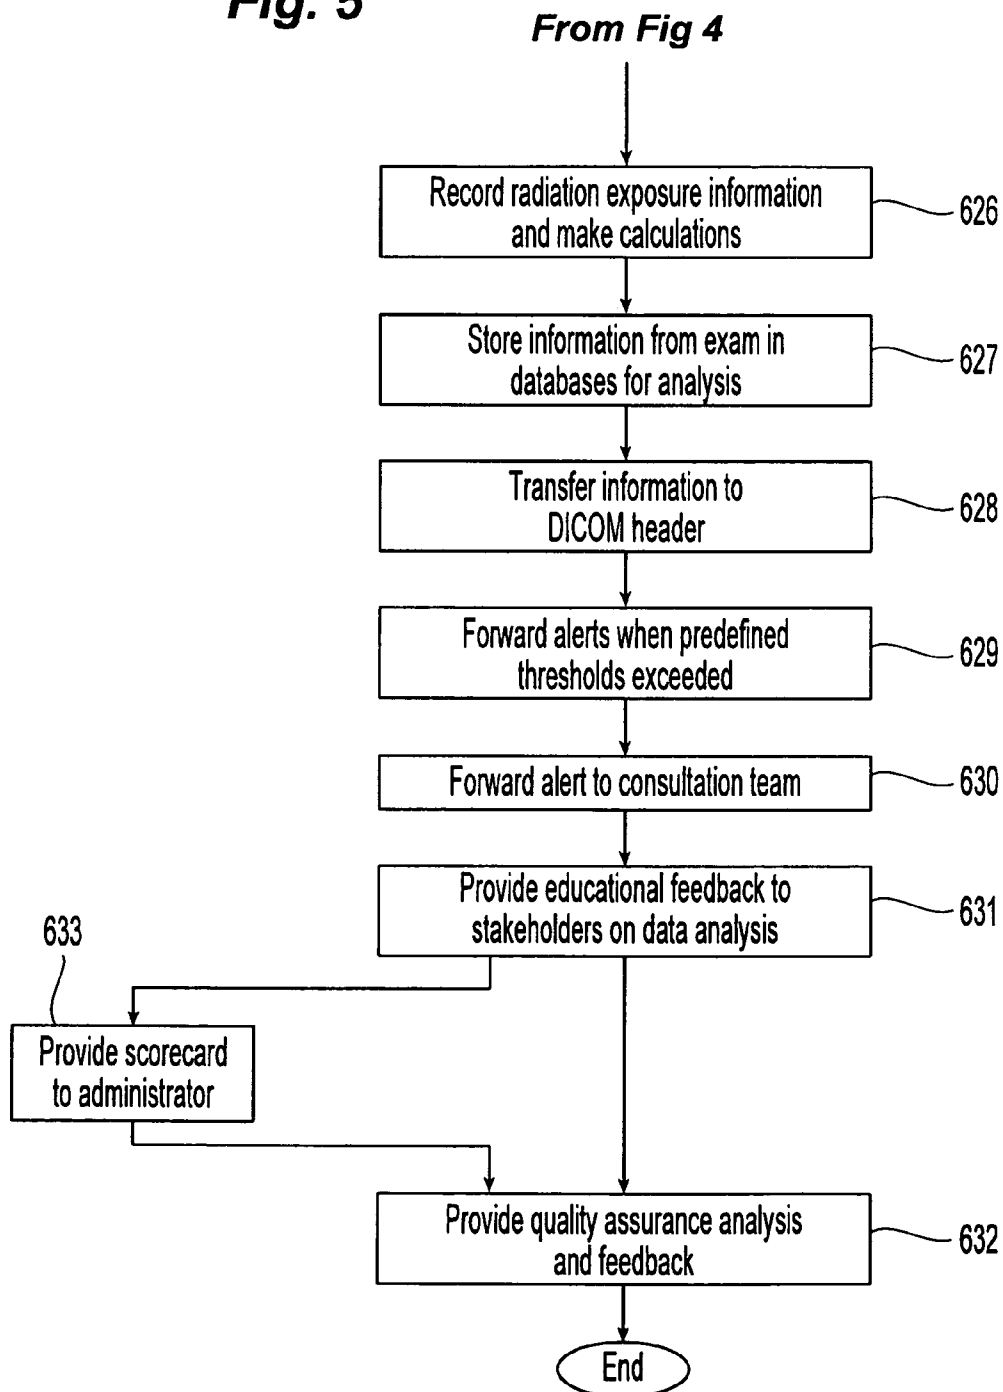 Fig. 5
From Fig 4
Record radiation exposure information
and make calculations
626
Store information from exam in
databases for analysis
627
Transfer information to
DICOM header
628
Forward alerts when predefined
thresholds exceeded
629
Forward alert to consultation team
630
Provide educational feedback to
stakeholders on data analysis
631
633
Provide scorecard
to administrator
Provide quality assurance analysis
and feedback
632
End